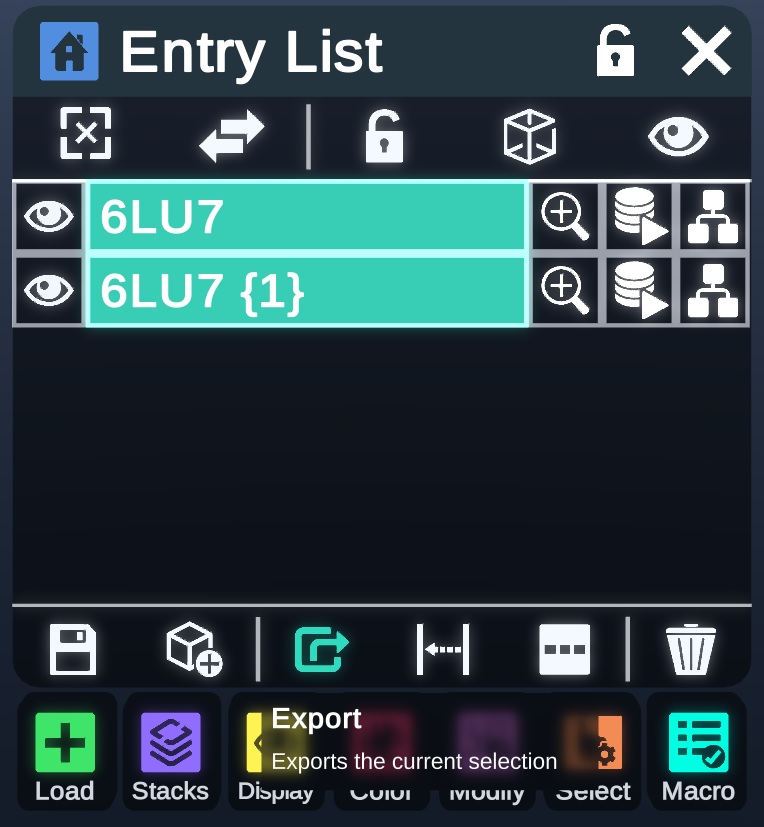 Entry List
6LU7
6LU7 {1}
Export
Exports the current selection
Load
Stacks
Display
Color
Modify
Select
Macro